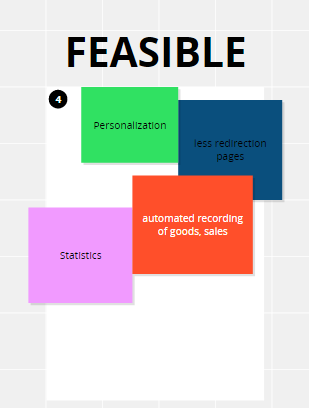 FEASIBLE
4
Personalization
less redirection
pages
automated recording
of goods, sales
Statistics